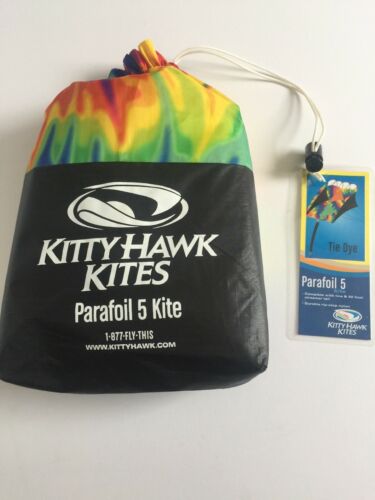 KITTY HAWK
KITES
Parafoil 5 Kite
1-877-FLY-THIS
WWW.KITTYHAWK.COM
Tie Dye
Parafoil 5
KITTY HAWK
KITES